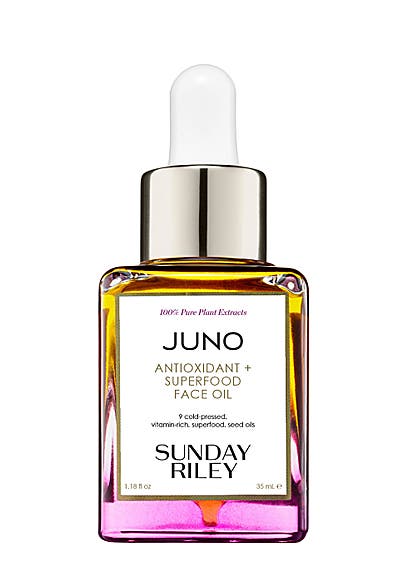 100% Pure Plant Extracts
JUNO
ANTIOXIDANT +
SUPERFOOD
FACE OIL
9 cold-pressed,
vitamin-rich, superfood, seed oils
SUNDAY
RILEY
1.18 fl oz 35 mL ℮